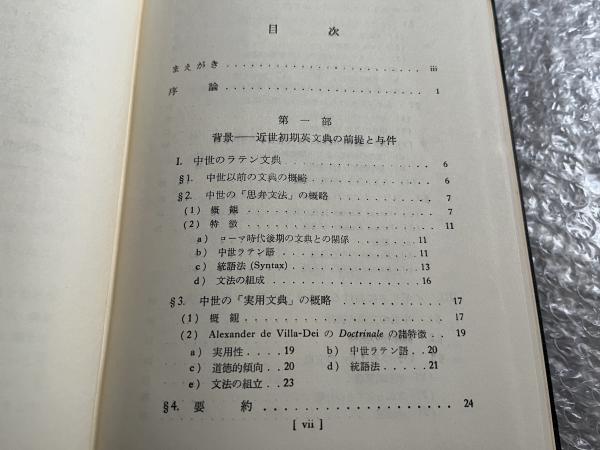 目次
まえがき . . . . . . . . . . . . . . . . . . . . . . . . . iii
序論 . . . . . . . . . . . . . . . . . . . . . . . . . 1
第一部
背景——近世初期英文典の前提と与件
I. 中世のラテン文典 . . . . . . . . . . . . . . . . . . 6
§1. 中世以前の文典の概略 . . . . . . . . . . . . . . . 6
§2. 中世の「思弁文法」の概略 . . . . . . . . . . . . . 7
(1) 概観 . . . . . . . . . . . . . . . . . . . . . . 7
(2) 特徴 . . . . . . . . . . . . . . . . . . . . . . 11
a) ローマ時代後期の文典との関係 . . . . . . . 11
b) 中世ラテン語 . . . . . . . . . . . . . . . 11
c) 統語法 (Syntax) . . . . . . . . . . . . . . 13
d) 文法の組成 . . . . . . . . . . . . . . . . 16
§3. 中世の「実用文典」の概略 . . . . . . . . . . . . . 17
(1) 概観 . . . . . . . . . . . . . . . . . . . . . . 17
(2) Alexander de Villa-Dei の Doctrinale の諸特徴 . . 19
a) 実用性 . . . . 19 b) 中世ラテン語 . . 20
c) 道徳的傾向 . . 20 d) 統語法 . . . . . 21
e) 文法の組立 . . 23
§4. 要約 . . . . . . . . . . . . . . . . . . . . . 24
[ vii ]